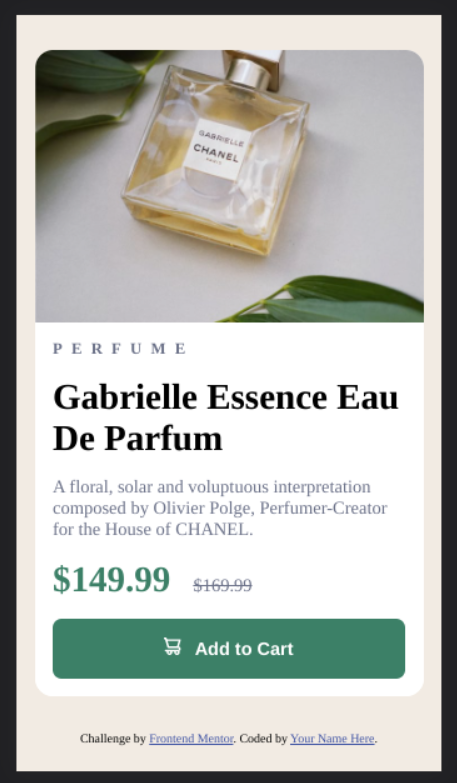 GABRIELLE
CHANEL
PARIS
PERFUME
Gabrielle Essence Eau
De Parfum
A floral, solar and voluptuous interpretation
composed by Olivier Polge, Perfumer-Creator
for the House of CHANEL.
$149.99 $169.99
Add to Cart
Challenge by Frontend Mentor. Coded by Your Name Here.